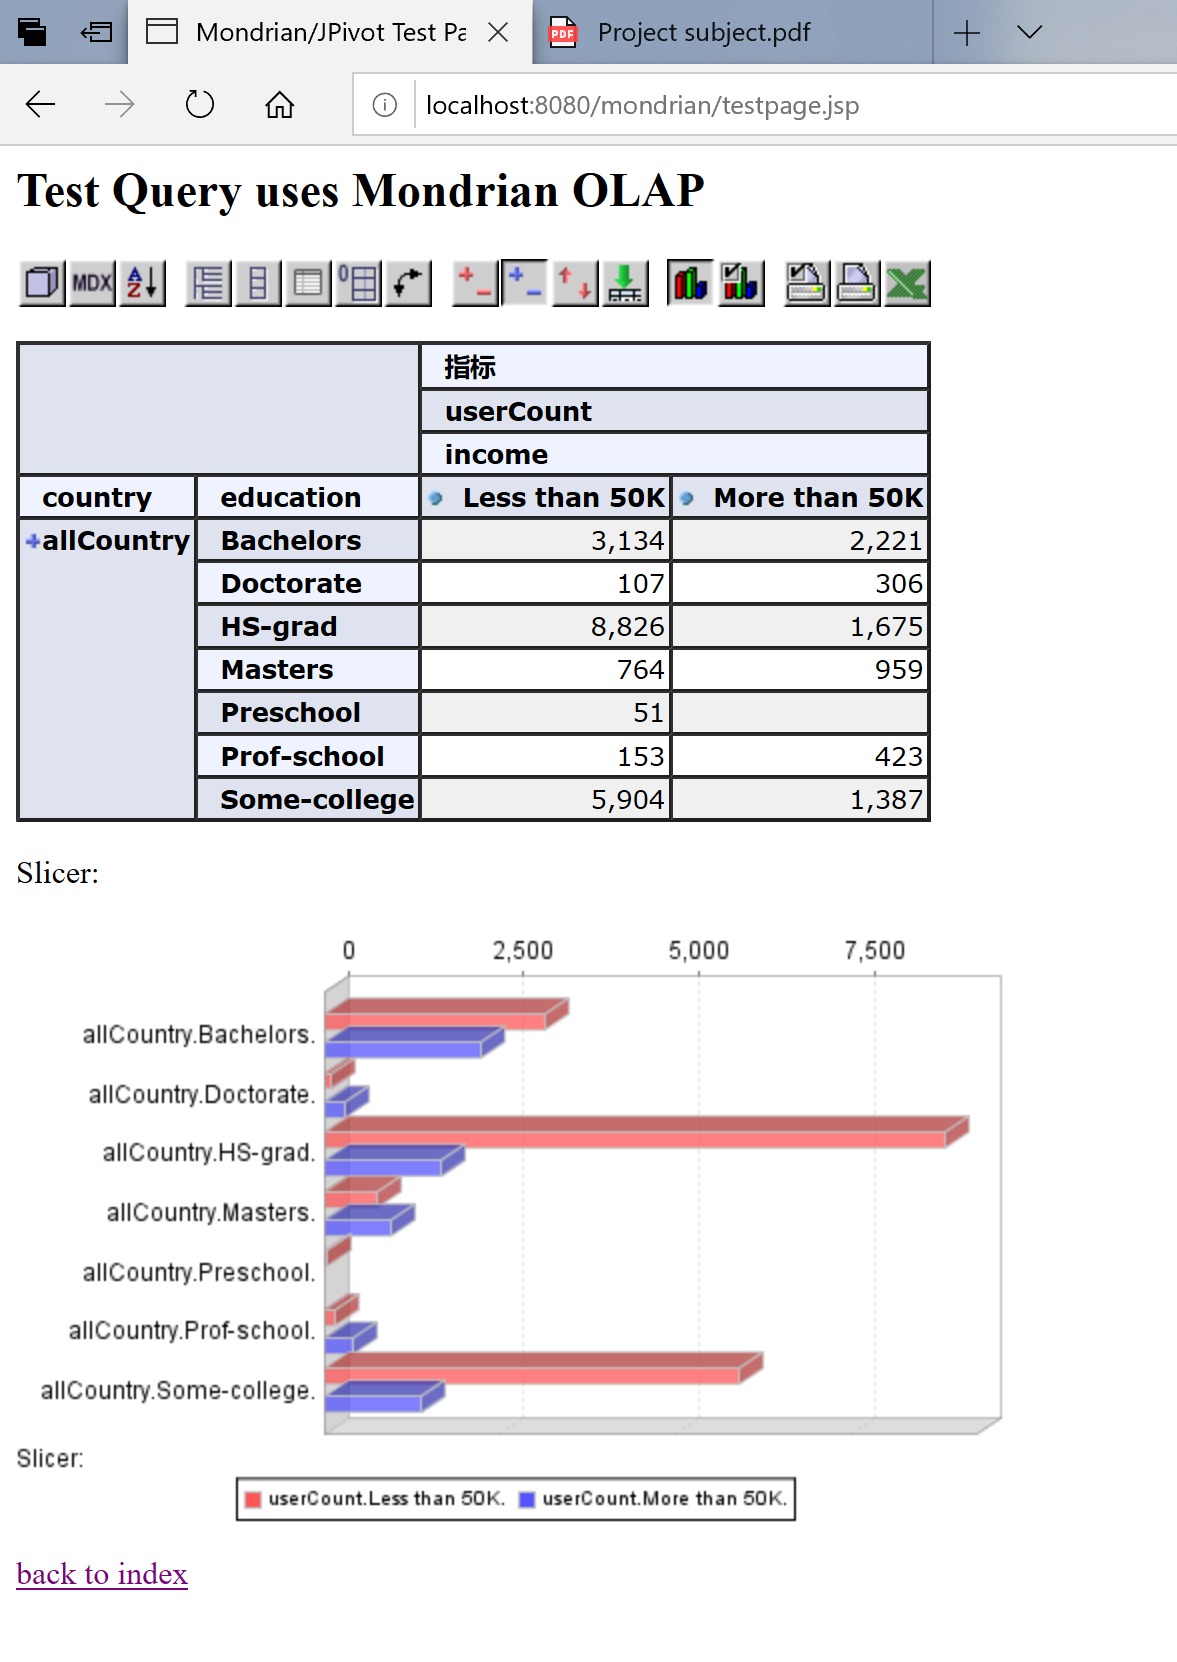 Mondrian/JPivot Test Pa
Project subject.pdf
localhost:8080/mondrian/testpage.jsp
Test Query uses Mondrian OLAP
MDX
指标
userCount
income
country education Less than 50K More than 50K
allCountry Bachelors 3,134 2,221
Doctorate 107 306
HS-grad 8,826 1,675
Masters 764 959
Preschool 51
Prof-school 153 423
Some-college 5,904 1,387
Slicer:
0 2,500 5,000 7,500
allCountry.Bachelors.
allCountry.Doctorate.
allCountry.HS-grad.
allCountry.Masters.
allCountry.Preschool.
allCountry.Prof-school.
allCountry.Some-college.
Slicer:
userCount.Less than 50K. userCount.More than 50K.
back to index